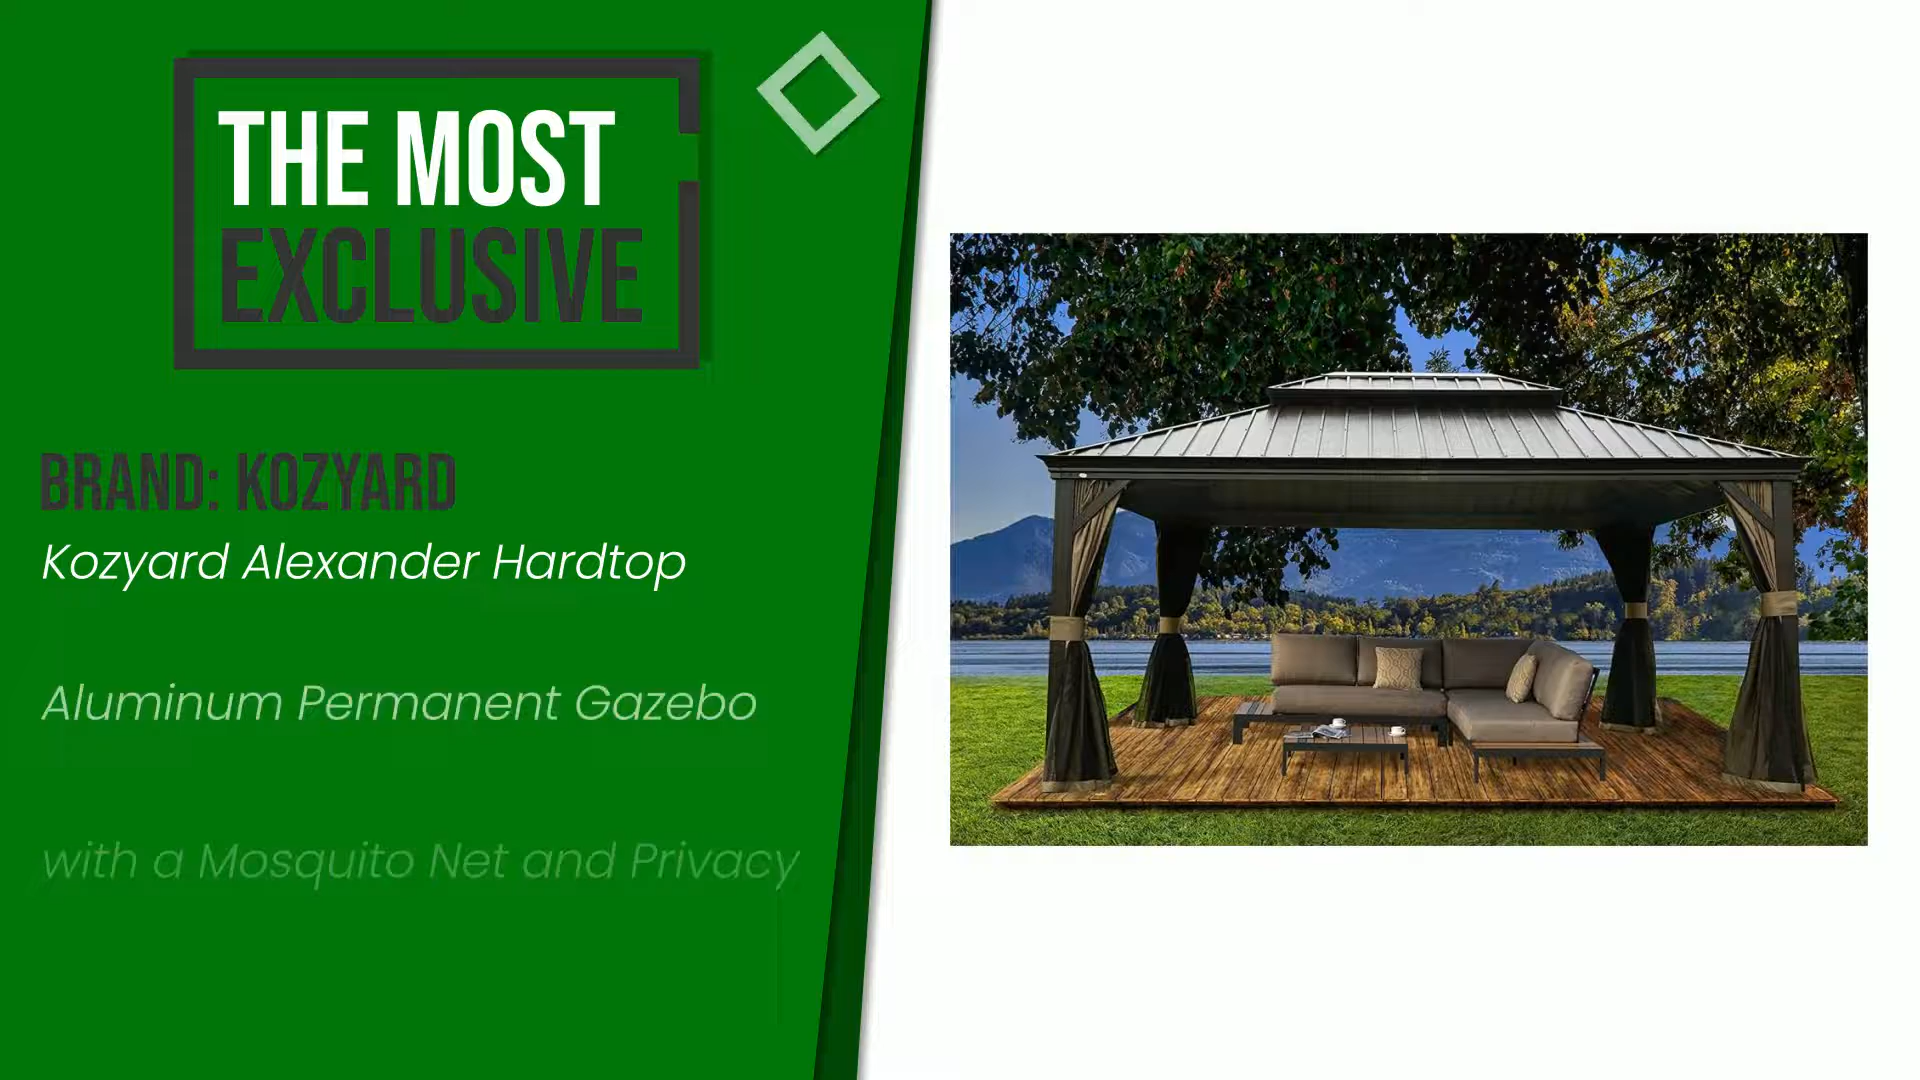 THE MOST
EXCLUSIVE
BRAND: KOZYARD
Kozyard Alexander Hardtop
Aluminum Permanent Gazebo
with a Mosquito Net and Privacy